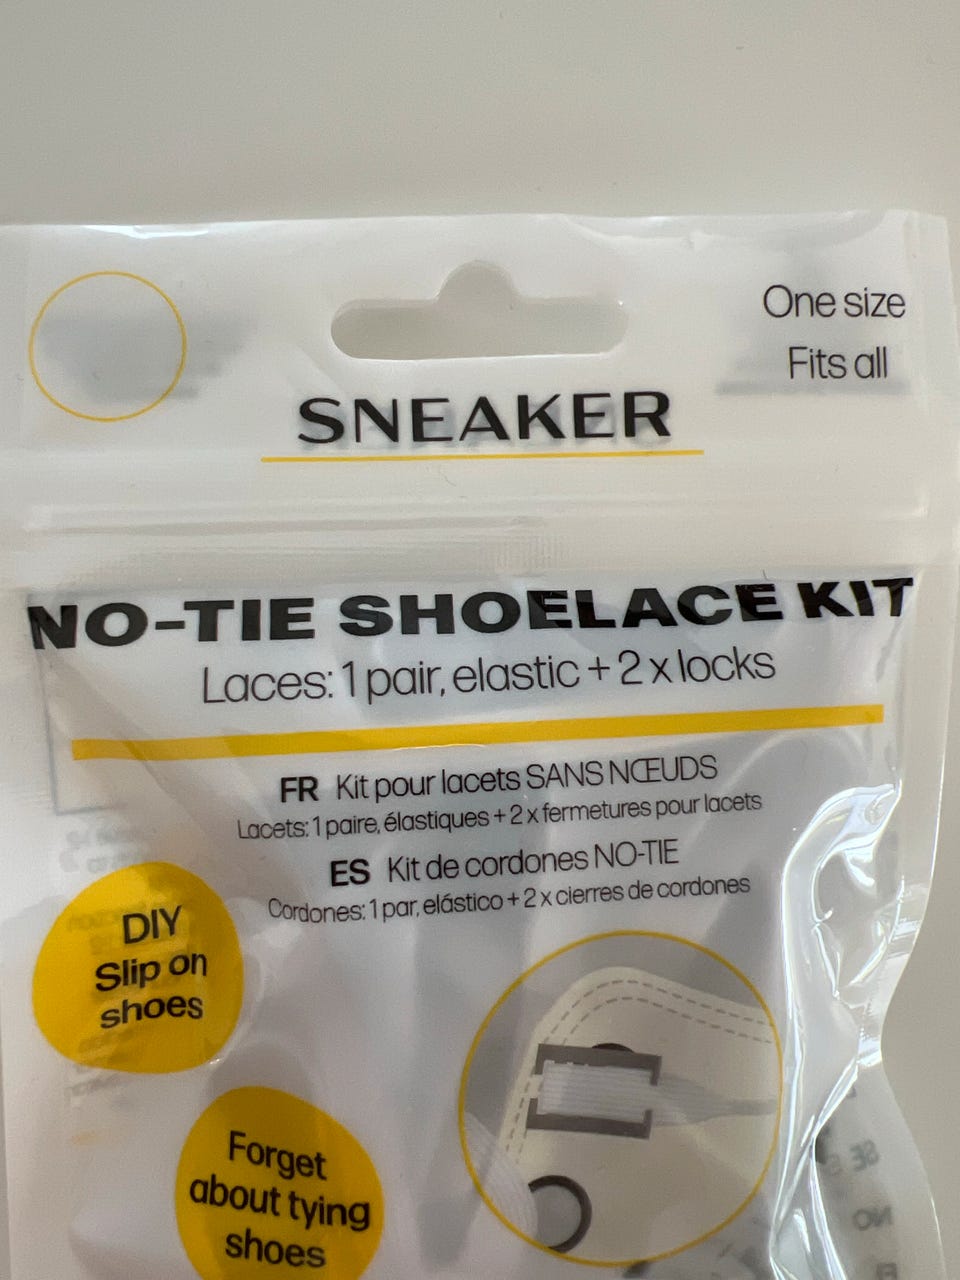 One size
Fits all
SNEAKER
NO-TIE SHOELACE KIT
Laces: 1 pair, elastic + 2 x locks
FR Kit pour lacets SANS NŒUDS
Lacets: 1 paire, élastiques + 2 x fermetures pour lacets
ES Kit de cordones NO-TIE
Cordones: 1 par, elástico + 2 x cierres de cordones
DIY
Slip on
shoes
Forget
about tying
shoes
SE
NO